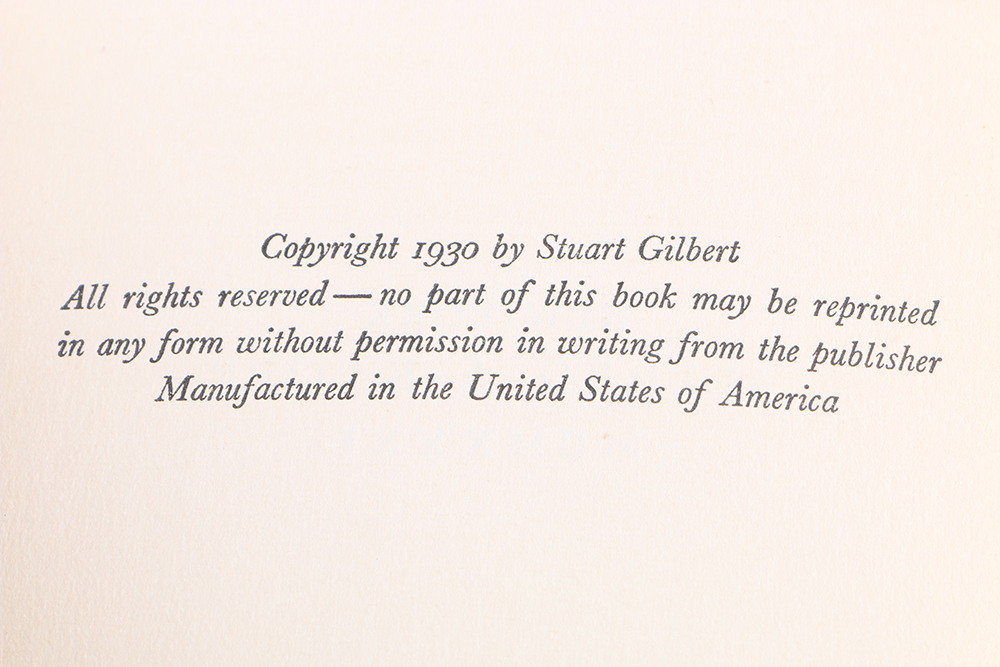 Copyright 1930 by Stuart Gilbert
All rights reserved—no part of this book may be reprinted
in any form without permission in writing from the publisher
Manufactured in the United States of America